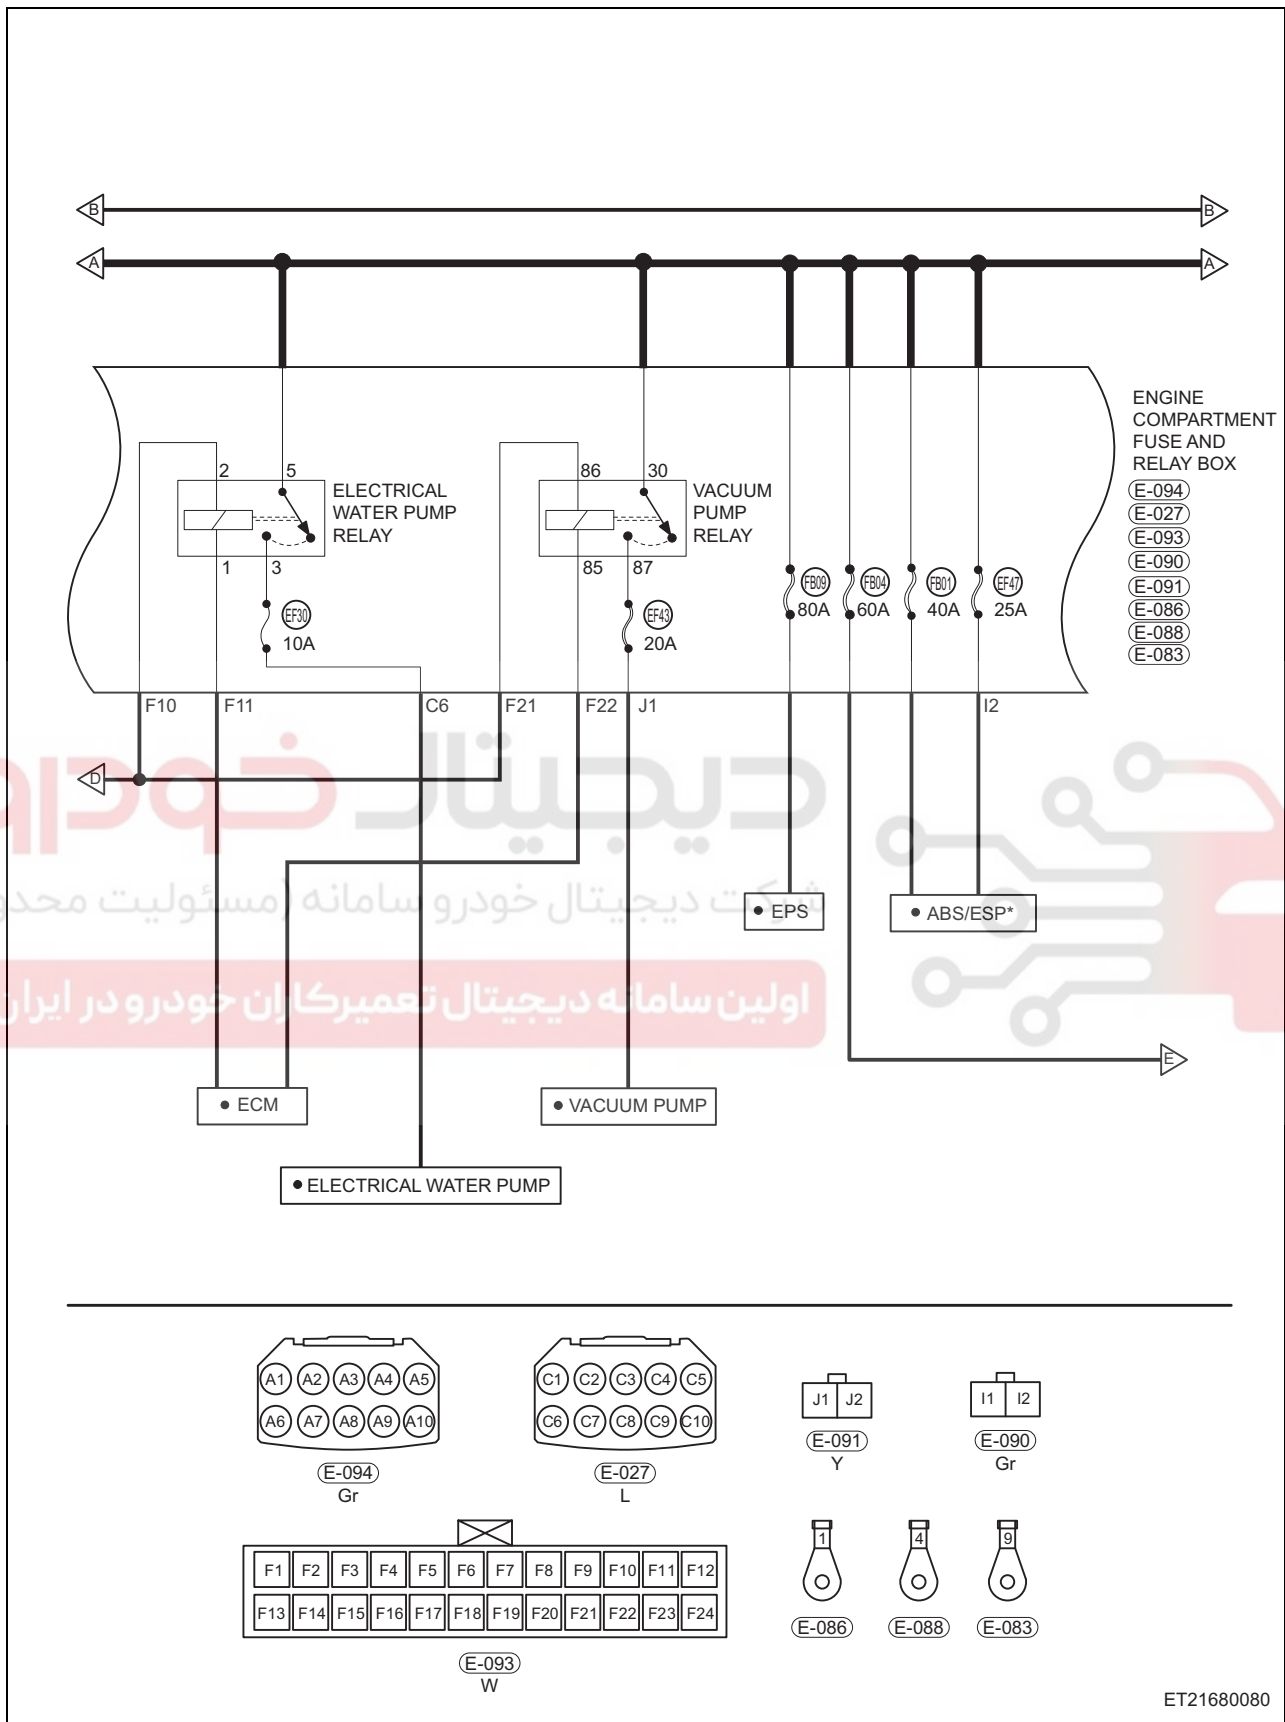 B
B
A
A
ENGINE
COMPARTMENT
FUSE AND
RELAY BOX
E-094
E-027
E-093
E-090
E-091
E-086
E-088
E-083
2
5
ELECTRICAL
WATER PUMP
RELAY
1
3
EF30
10A
86
30
VACUUM
PUMP
RELAY
85
87
EF43
20A
FB09
80A
FB04
60A
FB01
40A
EF47
25A
F10
F11
C6
F21
F22
J1
I2
D
دیجیتال خودرو
شرکت دیجیتال خودرو سامانه (مسئولیت محدو
اولین سامانه دیجیتال تعمیرکاران خودرو در ایران
• EPS
• ABS/ESP*
E
• ECM
• VACUUM PUMP
• ELECTRICAL WATER PUMP
A1 A2 A3 A4 A5
A6 A7 A8 A9 A10
E-094
Gr
C1 C2 C3 C4 C5
C6 C7 C8 C9 C10
E-027
L
J1 J2
E-091
Y
I1 I2
E-090
Gr
F1 F2 F3 F4 F5 F6 F7 F8 F9 F10 F11 F12
F13 F14 F15 F16 F17 F18 F19 F20 F21 F22 F23 F24
E-093
W
1
E-086
4
E-088
9
E-083
ET21680080